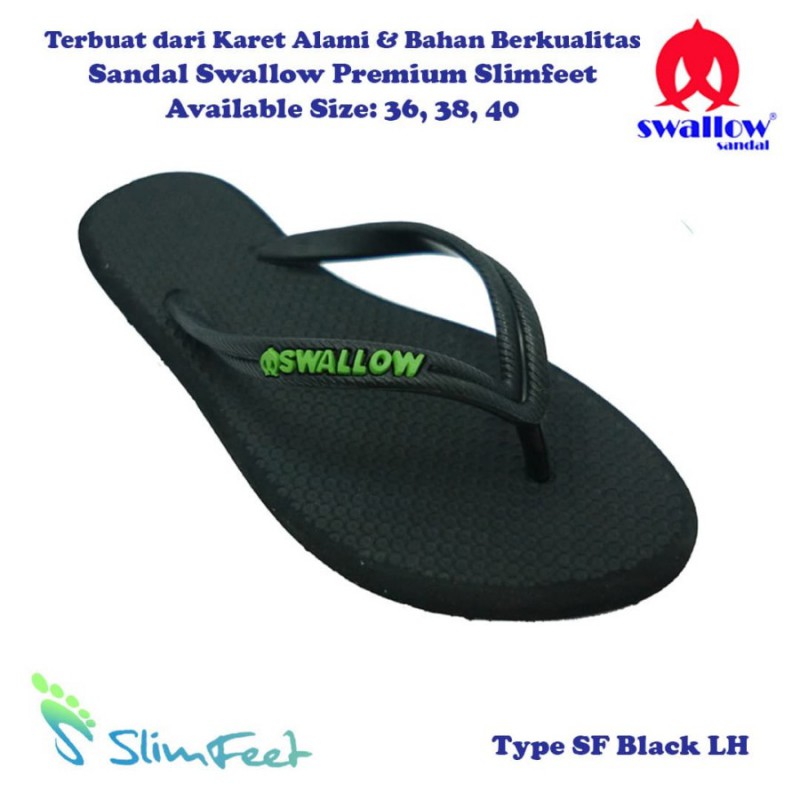 Terbuat dari Karet Alami & Bahan Berkualitas
Sandal Swallow Premium Slimfeet
Available Size: 36, 38, 40
swallow®
sandal
SWALLOW
SlimFeet
Type SF Black LH